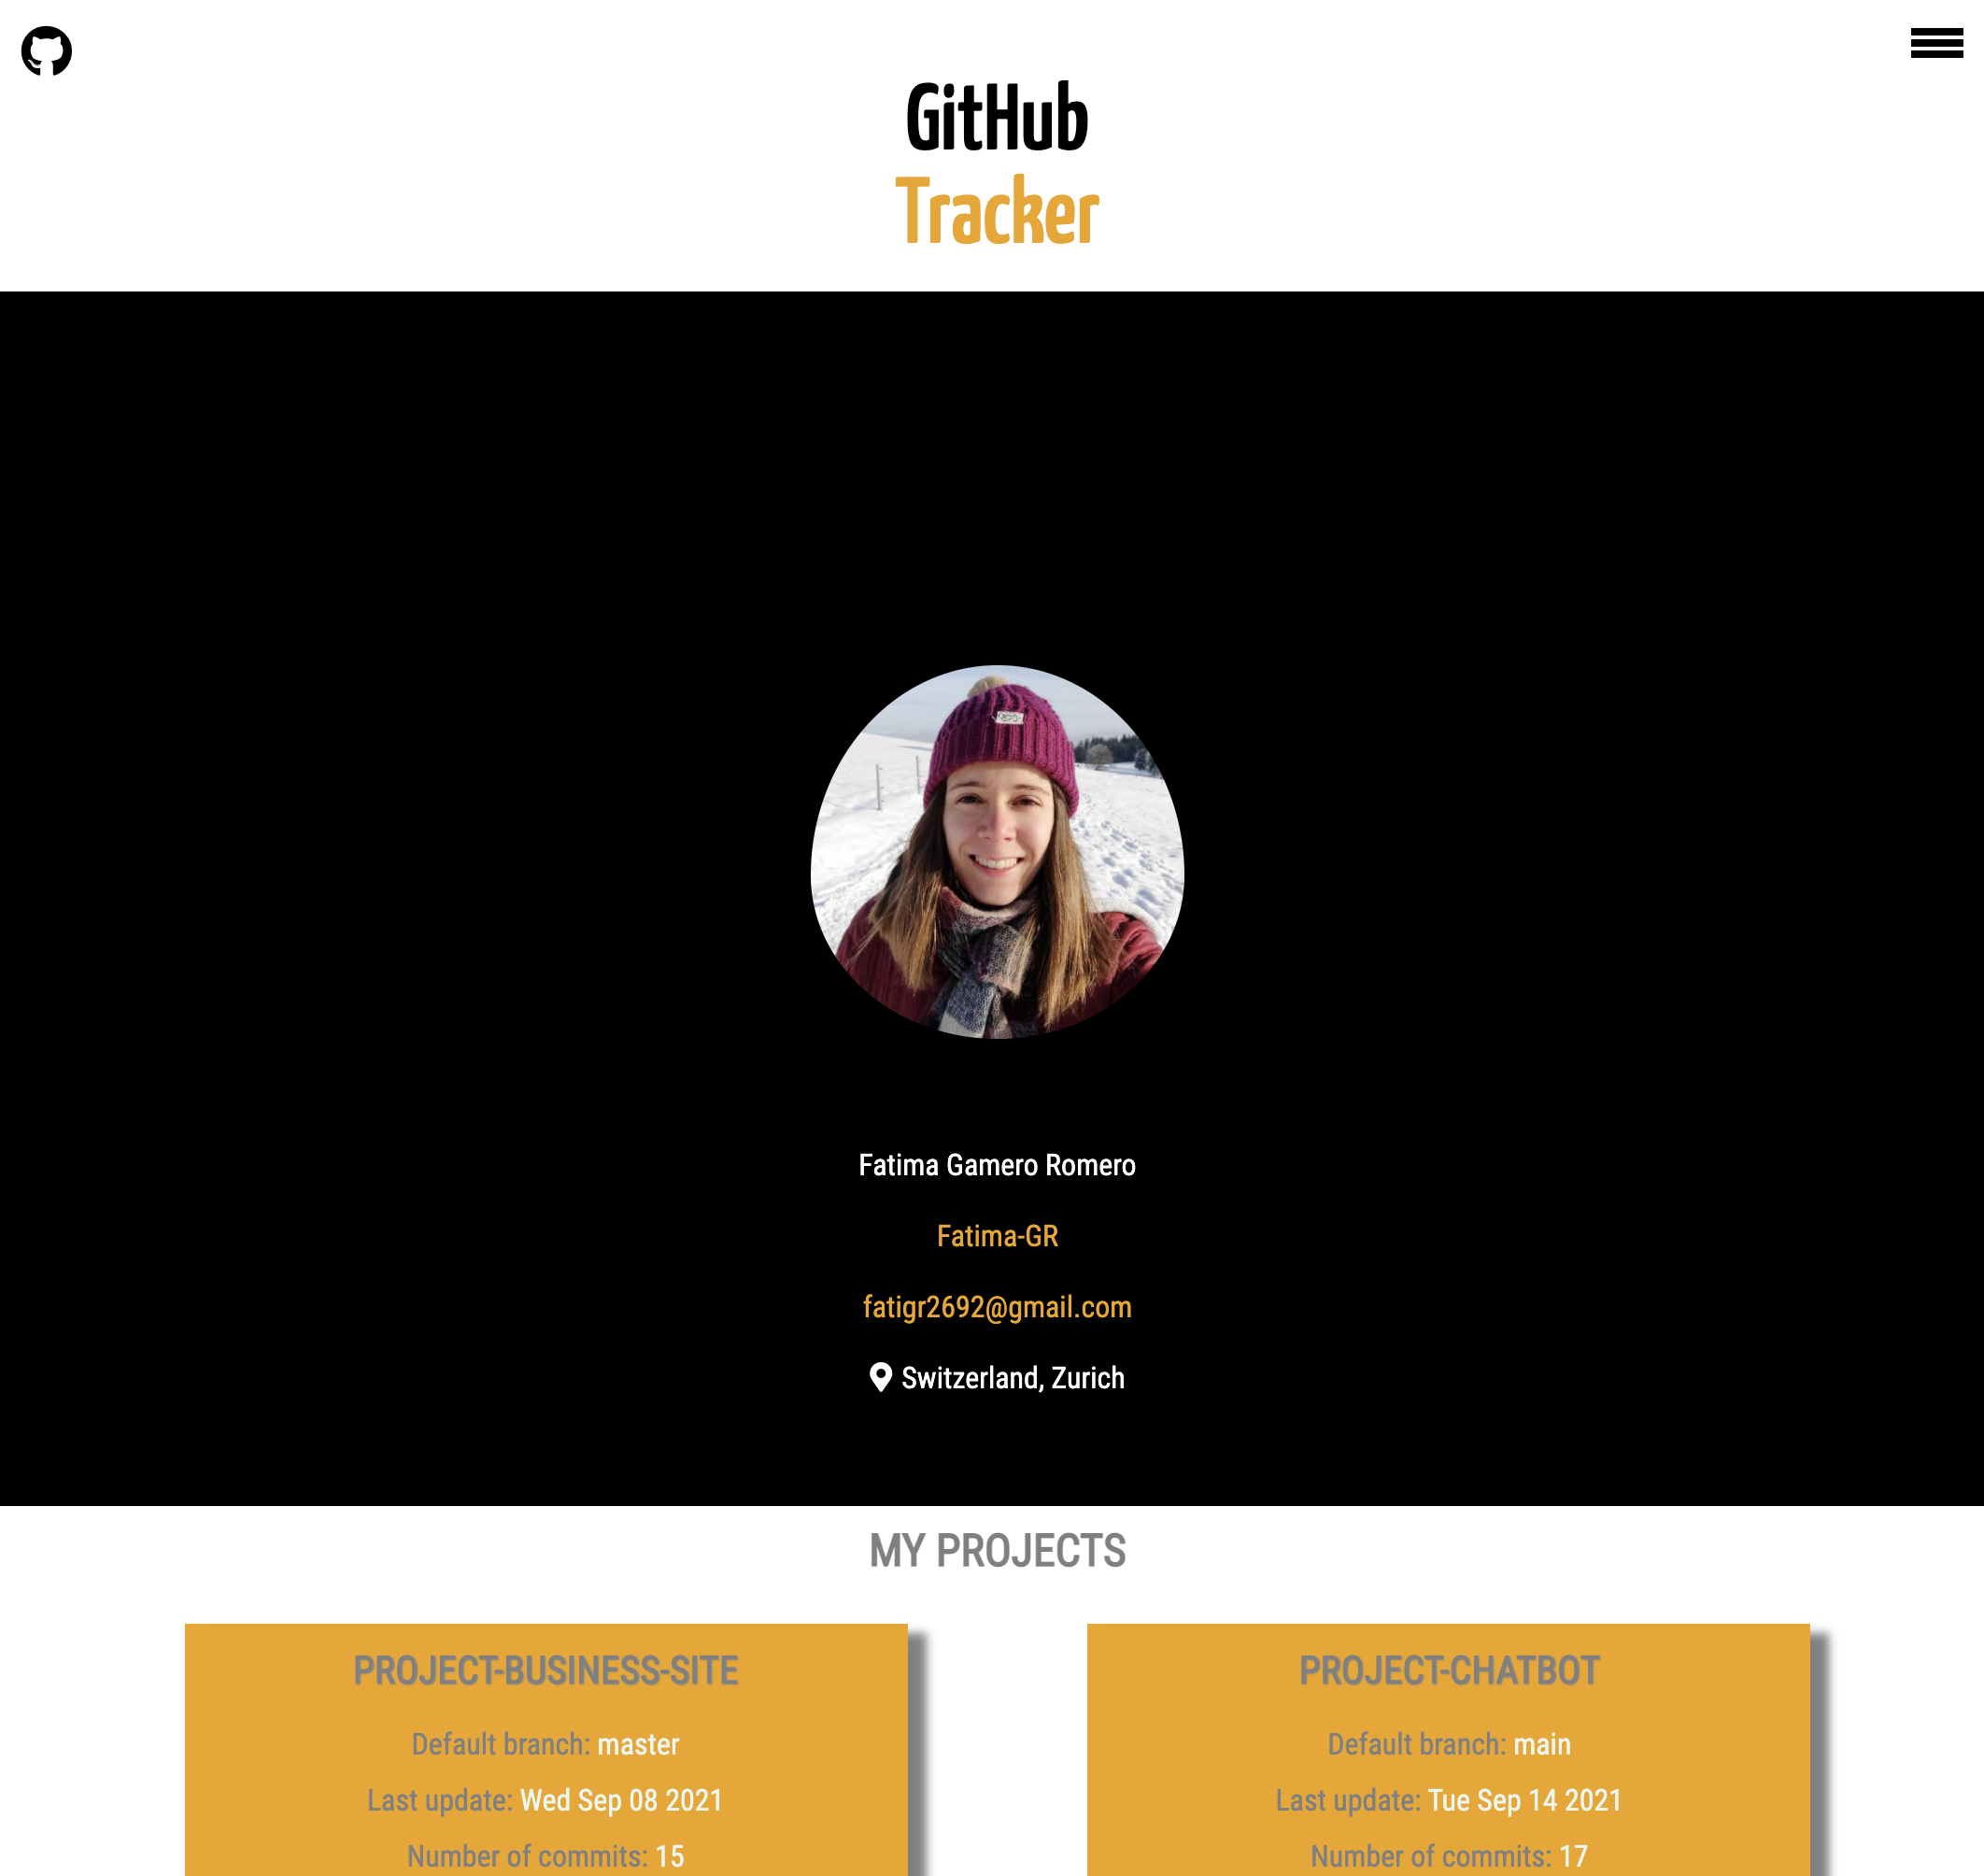 GitHub
Tracker
Fatima Gamero Romero
Fatima-GR
fatigr2692@gmail.com
Switzerland, Zurich
MY PROJECTS
PROJECT-BUSINESS-SITE
Default branch: master
Last update: Wed Sep 08 2021
Number of commits: 15
PROJECT-CHATBOT
Default branch: main
Last update: Tue Sep 14 2021
Number of commits: 17